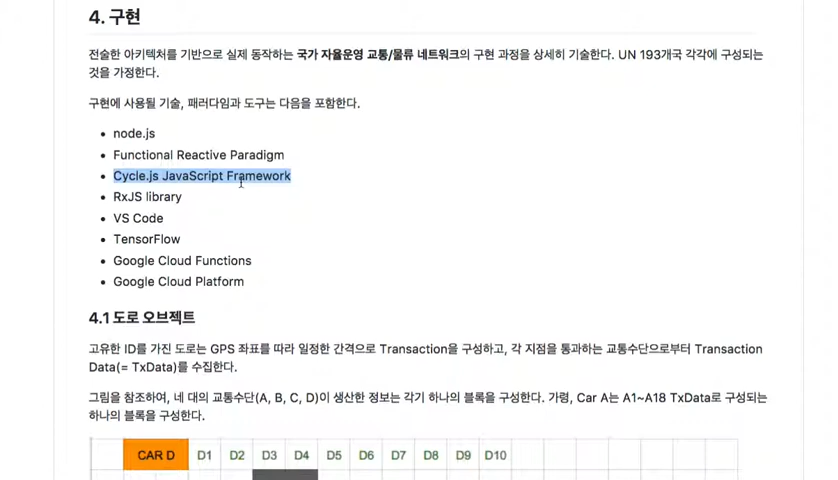 4. 구현
전술한 아키텍처를 기반으로 실제 동작하는 국가 자율운영 교통/물류 네트워크의 구현 과정을 상세히 기술한다. UN 193개국 각각에 구성되는
것을 가정한다.
구현에 사용될 기술, 패러다임과 도구는 다음을 포함한다.
• node.js
• Functional Reactive Paradigm
• Cycle.js JavaScript Framework
• RxJS library
• VS Code
• TensorFlow
• Google Cloud Functions
• Google Cloud Platform
4.1 도로 오브젝트
고유한 ID를 가진 도로는 GPS 좌표를 따라 일정한 간격으로 Transaction을 구성하고, 각 지점을 통과하는 교통수단으로부터 Transaction
Data(= TxData)를 수집한다.
그림을 참조하여, 네 대의 교통수단(A, B, C, D)이 생산한 정보는 각기 하나의 블록을 구성한다. 가령, Car A는 A1~A18 TxData로 구성되는
하나의 블록을 구성한다.
CAR D D1 D2 D3 D4 D5 D6 D7 D8 D9 D10